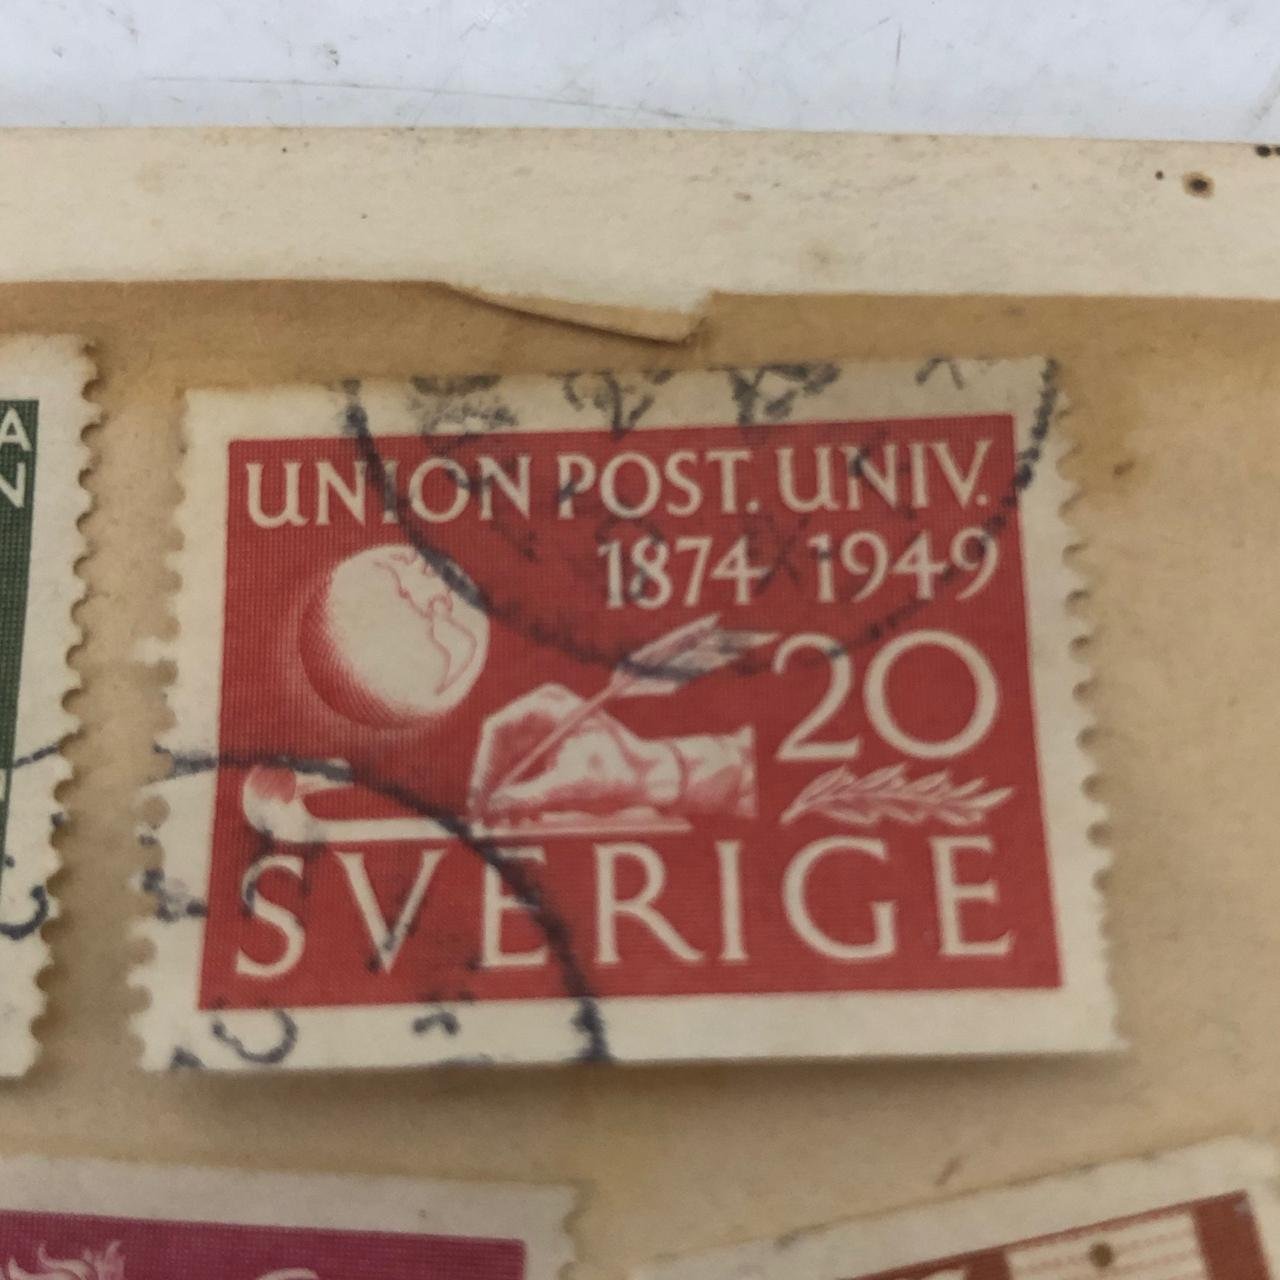 UNION POST. UNIV.
1874 1949
20
SVERIGE
A
N